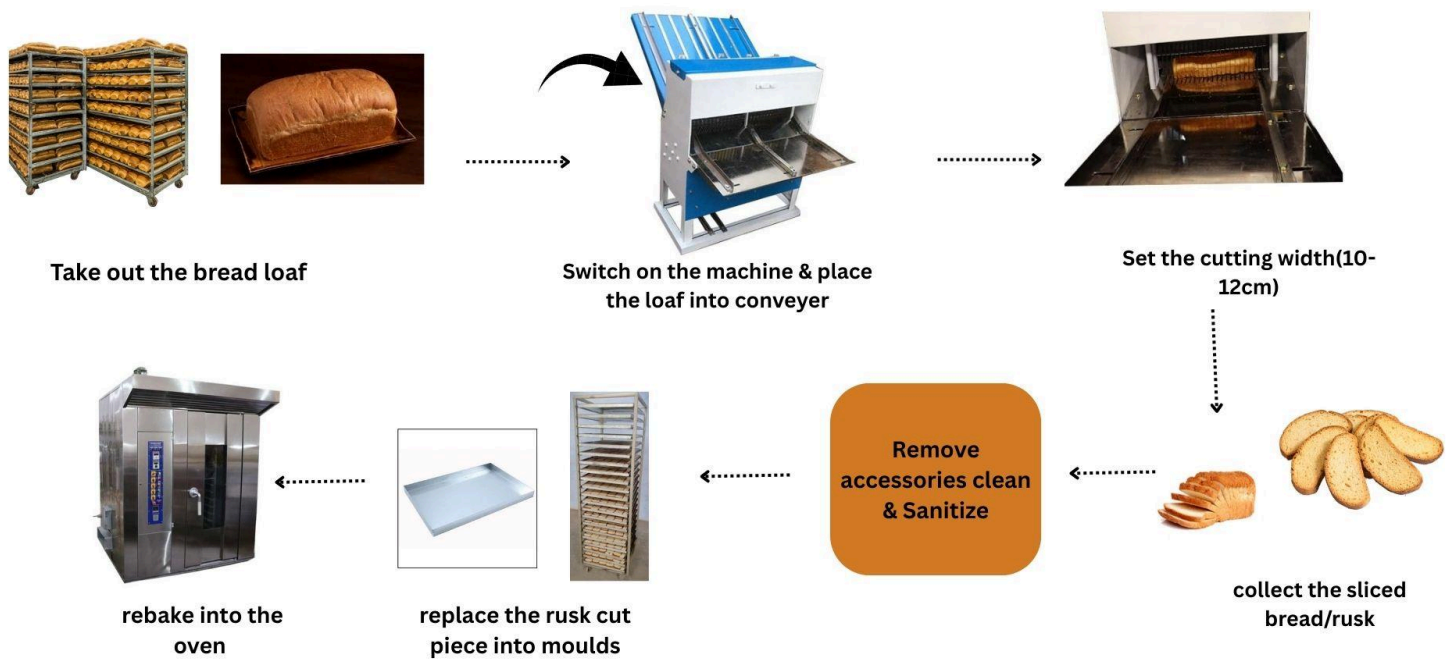 Take out the bread loaf
Switch on the machine & place
the loaf into conveyer
Set the cutting width(10-
12cm)
collect the sliced
bread/rusk
Remove
accessories clean
& Sanitize
replace the rusk cut
piece into moulds
rebake into the
oven